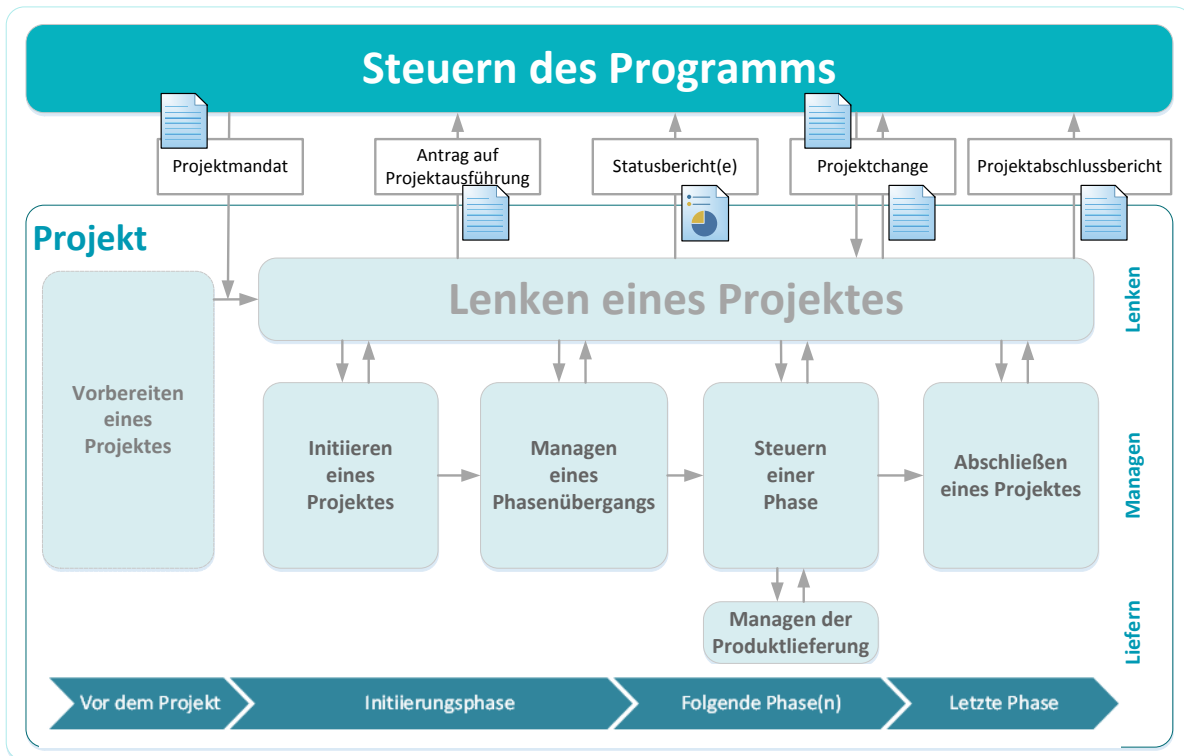 Steuern des Programms
Projektmandat
Antrag auf
Projektausführung
Statusbericht(e)
Projektchange
Projektabschlussbericht
Projekt
Lenken eines Projektes
Lenken
Vorbereiten
eines
Projektes
Initiieren
eines
Projektes
Managen
eines
Phasenübergangs
Steuern
einer
Phase
Abschließen
eines Projektes
Managen
Managen der
Produktlieferung
Liefern
Vor dem Projekt
Initiierungsphase
Folgende Phase(n)
Letzte Phase